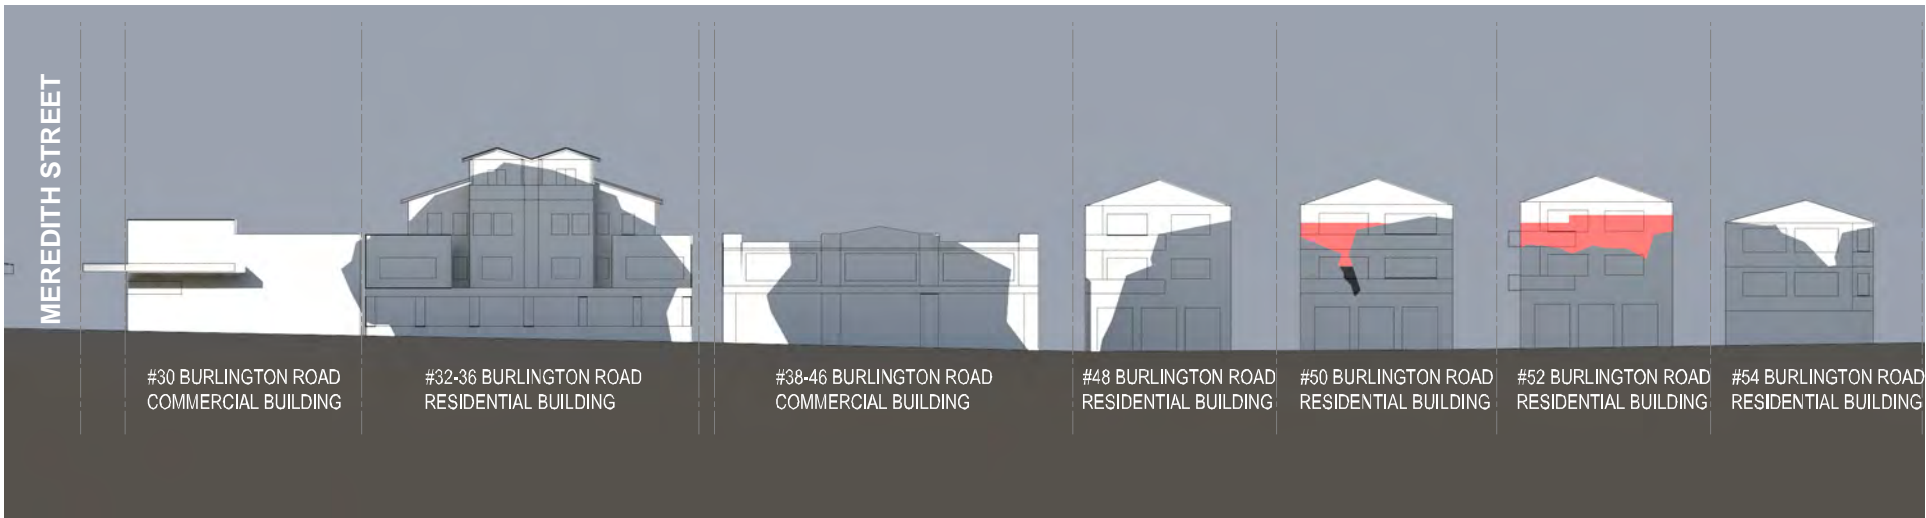 MEREDITH STREET
#30 BURLINGTON ROAD
COMMERCIAL BUILDING
#32-36 BURLINGTON ROAD
RESIDENTIAL BUILDING
#38-46 BURLINGTON ROAD
COMMERCIAL BUILDING
#48 BURLINGTON ROAD
RESIDENTIAL BUILDING
#50 BURLINGTON ROAD
RESIDENTIAL BUILDING
#52 BURLINGTON ROAD
RESIDENTIAL BUILDING
#54 BURLINGTON ROAD
RESIDENTIAL BUILDING